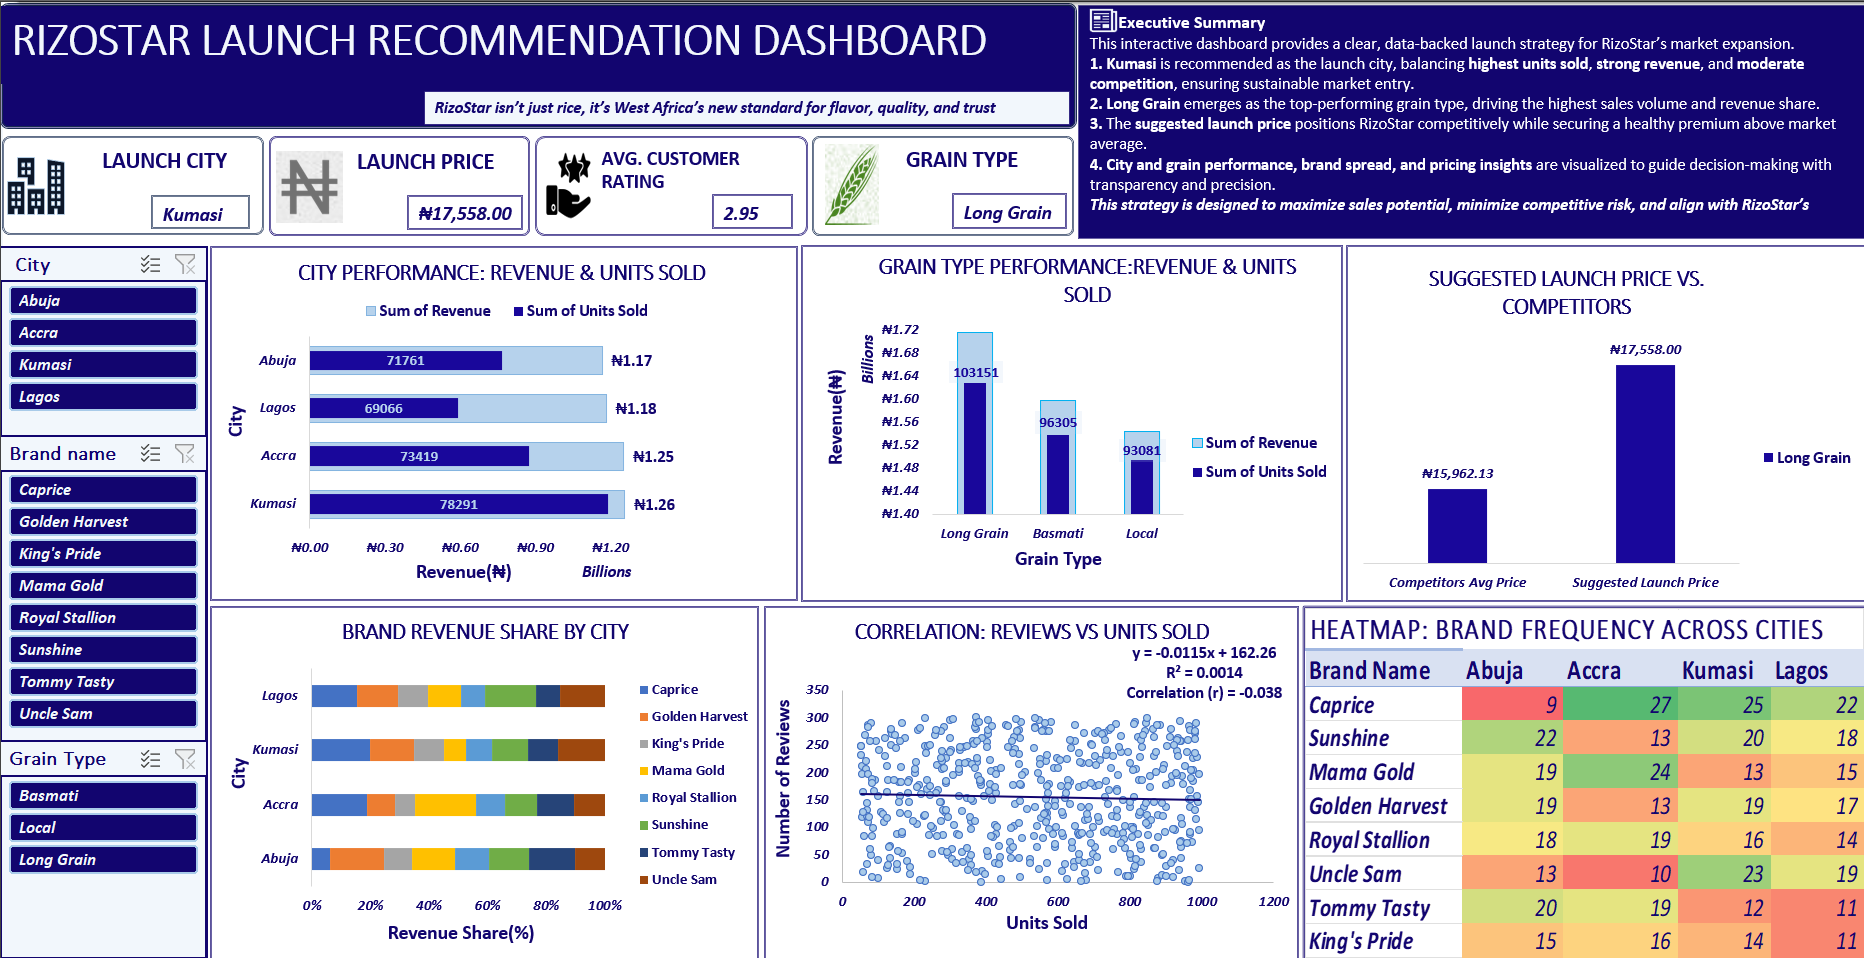 RIZOSTAR LAUNCH RECOMMENDATION DASHBOARD
RizoStar isn't just rice, it's West Africa's new standard for flavor, quality, and trust
Executive Summary
This interactive dashboard provides a clear, data-backed launch strategy for RizoStar's market expansion.
1. Kumasi is recommended as the launch city, balancing highest units sold, strong revenue, and moderate
competition, ensuring sustainable market entry.
2. Long Grain emerges as the top-performing grain type, driving the highest sales volume and revenue share.
3. The suggested launch price positions RizoStar competitively while securing a healthy premium above market
average.
4. City and grain performance, brand spread, and pricing insights are visualized to guide decision-making with
transparency and precision.
This strategy is designed to maximize sales potential, minimize competitive risk, and align with RizoStar's
LAUNCH CITY
Kumasi
LAUNCH PRICE
₦17,558.00
AVG. CUSTOMER
RATING
2.95
GRAIN TYPE
Long Grain
City
Abuja
Accra
Kumasi
Lagos
Brand name
Caprice
Golden Harvest
King's Pride
Mama Gold
Royal Stallion
Sunshine
Tommy Tasty
Uncle Sam
Grain Type
Basmati
Local
Long Grain
CITY PERFORMANCE: REVENUE & UNITS SOLD
Sum of Revenue Sum of Units Sold
Abuja 71761 ₦1.17
Lagos 69066 ₦1.18
Accra 73419 ₦1.25
Kumasi 78291 ₦1.26
City
₦0.00 ₦0.30 ₦0.60 ₦0.90 ₦1.20
Revenue(₦) Billions
GRAIN TYPE PERFORMANCE:REVENUE & UNITS
SOLD
₦1.72
₦1.68
₦1.64
₦1.60
₦1.56
₦1.52
₦1.48
₦1.44
₦1.40
Billions
Revenue(₦)
103151
96305
93081
Long Grain Basmati Local
Grain Type
Sum of Revenue
Sum of Units Sold
SUGGESTED LAUNCH PRICE VS.
COMPETITORS
₦17,558.00
₦15,962.13
Long Grain
Competitors Avg Price Suggested Launch Price
BRAND REVENUE SHARE BY CITY
Lagos
Kumasi
Accra
Abuja
City
0% 20% 40% 60% 80% 100%
Revenue Share(%)
Caprice
Golden Harvest
King's Pride
Mama Gold
Royal Stallion
Sunshine
Tommy Tasty
Uncle Sam
CORRELATION: REVIEWS VS UNITS SOLD
y = -0.0115x + 162.26
R² = 0.0014
Correlation (r) = -0.038
350
300
250
200
150
100
50
0
Number of Reviews
0 200 400 600 800 1000 1200
Units Sold
HEATMAP: BRAND FREQUENCY ACROSS CITIES
Brand Name Abuja Accra Kumasi Lagos
Caprice 9 27 25 22
Sunshine 22 13 20 18
Mama Gold 19 24 13 15
Golden Harvest 19 13 19 17
Royal Stallion 18 19 16 14
Uncle Sam 13 10 23 19
Tommy Tasty 20 19 12 11
King's Pride 15 16 14 11